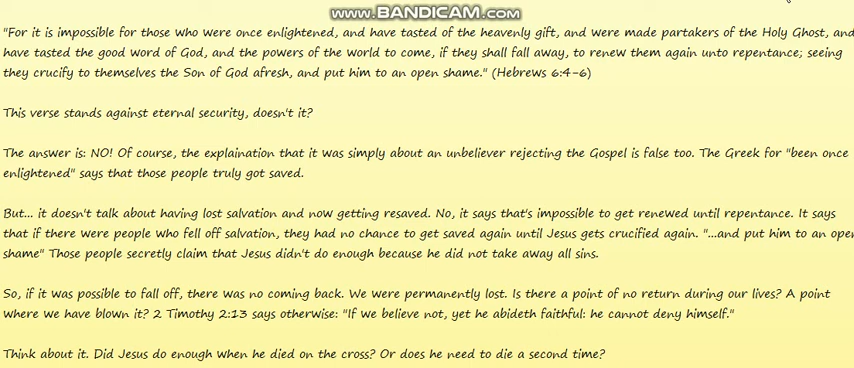 www.BANDICAM.com
"For it is impossible for those who were once enlightened, and have tasted of the heavenly gift, and were made partakers of the Holy Ghost, and
have tasted the good word of God, and the powers of the world to come, if they shall fall away, to renew them again unto repentance; seeing
they crucify to themselves the Son of God afresh, and put him to an open shame." (Hebrews 6:4-6)
This verse stands against eternal security, doesn't it?
The answer is: NO! Of course, the explaination that it was simply about an unbeliever rejecting the Gospel is false too. The Greek for "been once
enlightened" says that those people truly got saved.
But... it doesn't talk about having lost salvation and now getting resaved. No, it says that's impossible to get renewed until repentance. It says
that if there were people who fell off salvation, they had no chance to get saved again until Jesus gets crucified again. "...and put him to an open
shame" Those people secretly claim that Jesus didn't do enough because he did not take away all sins.
So, if it was possible to fall off, there was no coming back. We were permanently lost. Is there a point of no return during our lives? A point
where we have blown it? 2 Timothy 2:13 says otherwise: "If we believe not, yet he abideth faithful: he cannot deny himself."
Think about it. Did Jesus do enough when he died on the cross? Or does he need to die a second time?